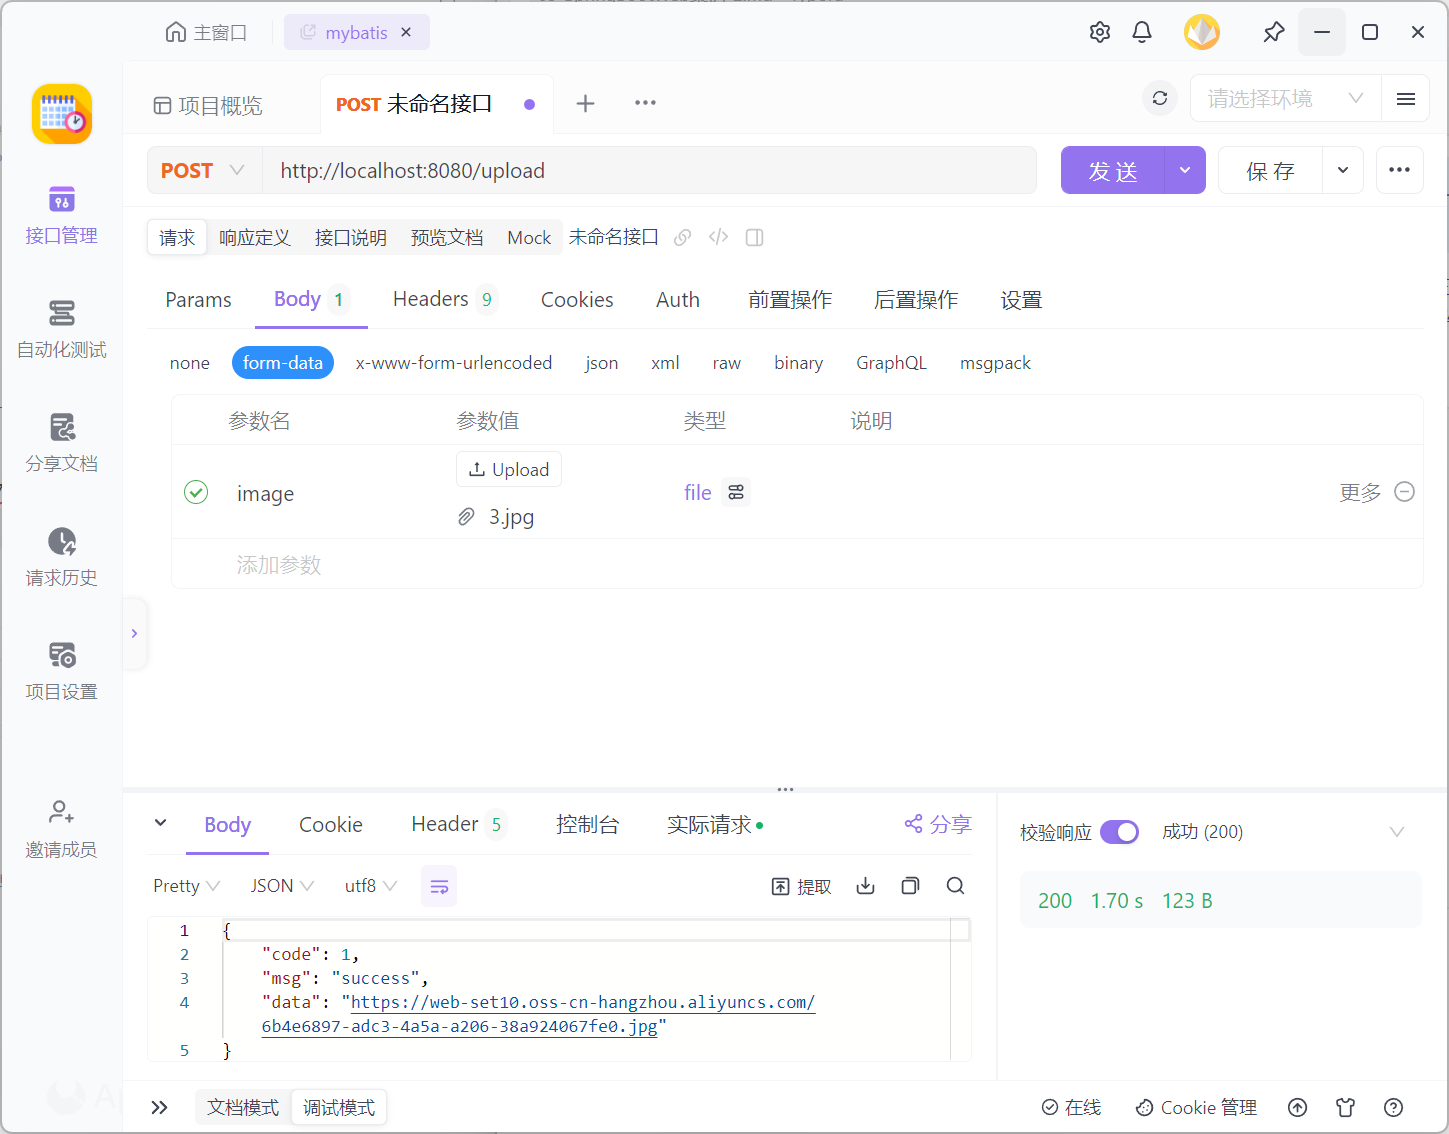 主窗口
mybatis
项目概览
POST 未命名接口
请选择环境
POST
http://localhost:8080/upload
发 送
保 存
接口管理
自动化测试
分享文档
请求历史
项目设置
邀请成员
请求 响应定义 接口说明 预览文档 Mock 未命名接口
Params Body 1 Headers 9 Cookies Auth 前置操作 后置操作 设置
none form-data x-www-form-urlencoded json xml raw binary GraphQL msgpack
参数名 参数值 类型 说明
Upload
image file 更多
3.jpg
添加参数
Body Cookie Header 5 控制台 实际请求 分享
校验响应 成功 (200)
Pretty JSON utf8 提取
200 1.70 s 123 B
1 {
2 "code": 1,
3 "msg": "success",
4 "data": "https://web-set10.oss-cn-hangzhou.aliyuncs.com/
6b4e6897-adc3-4a5a-a206-38a924067fe0.jpg"
5 }
文档模式 调试模式 在线 Cookie 管理